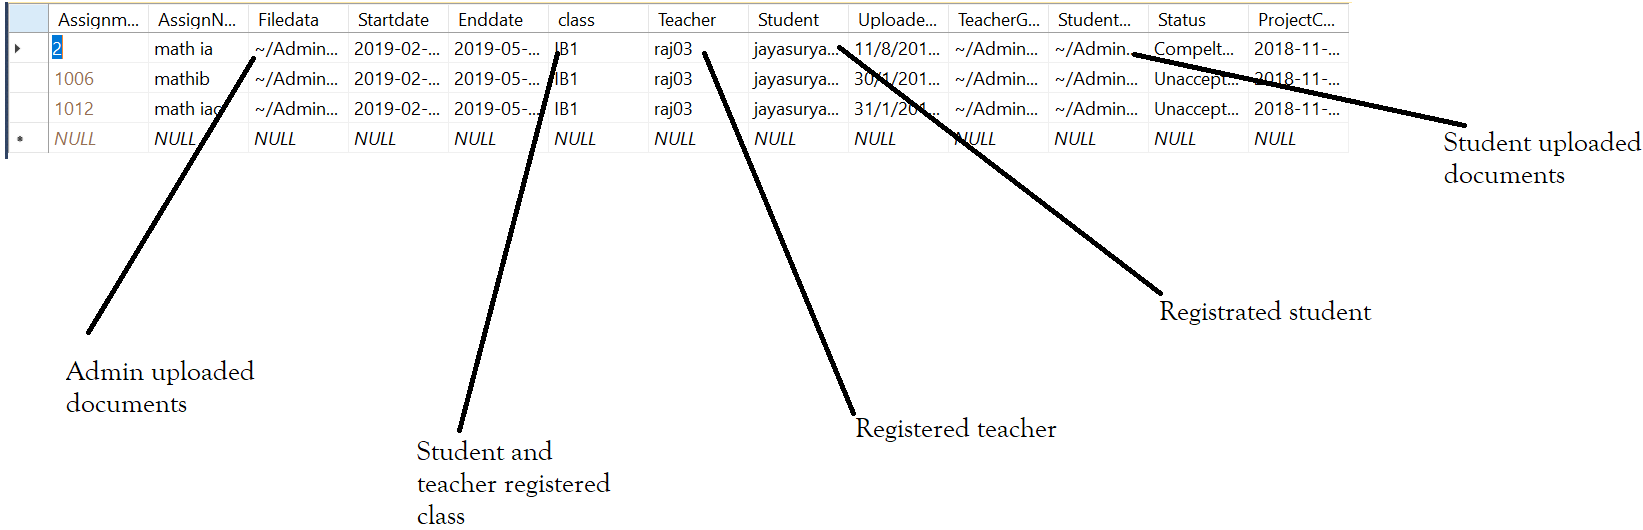 Assignm... AssignN... Filedata Startdate Enddate class Teacher Student Uploade... TeacherG... Student... Status ProjectC...
2 math ia ~/Admin... 2019-02-... 2019-05-... IB1 raj03 jayasurya... 11/8/201... ~/Admin... ~/Admin... Compelt... 2018-11-...
1006 mathib ~/Admin... 2019-02-... 2019-05-... IB1 raj03 jayasurya... 30/1/201... ~/Admin... ~/Admin... Unaccept... 2018-11-...
1012 math iac ~/Admin... 2019-02-... 2019-05-... IB1 raj03 jayasurya... 31/1/201... ~/Admin... ~/Admin... Unaccept... 2018-11-...
NULL NULL NULL NULL NULL NULL NULL NULL NULL NULL NULL NULL NULL
Student uploaded
documents
Registrated student
Admin uploaded
documents
Registered teacher
Student and
teacher registered
class